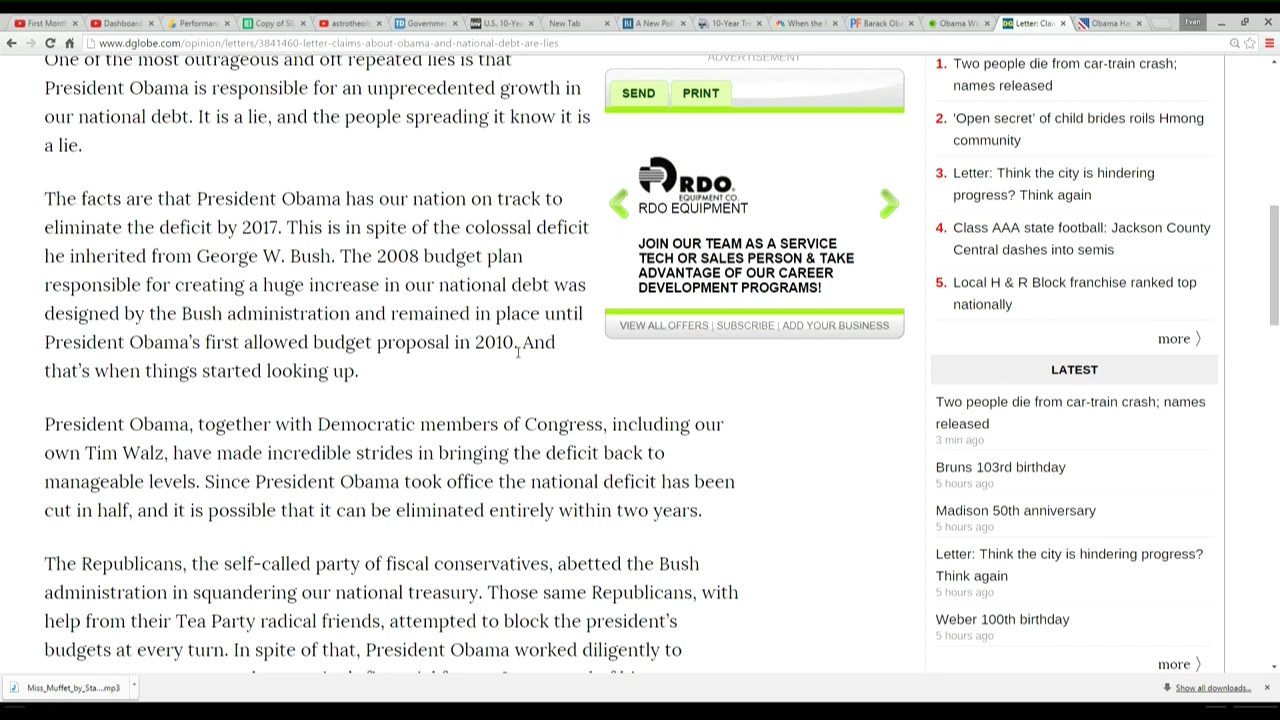 First Month
Dashboard
Performan
Copy of St
astrotheol
Governme
U.S. 10-Yea
New Tab
A New Poll
10-Year Tre
When the
Barack Oba
Obama We
Letter: Clai
Obama Ha
Evan
www.dglobe.com/opinion/letters/3841460-letter-claims-about-obama-and-national-debt-are-lies
One of the most outrageous and oft repeated lies is that
President Obama is responsible for an unprecedented growth in
our national debt. It is a lie, and the people spreading it know it is
a lie.
The facts are that President Obama has our nation on track to
eliminate the deficit by 2017. This is in spite of the colossal deficit
he inherited from George W. Bush. The 2008 budget plan
responsible for creating a huge increase in our national debt was
designed by the Bush administration and remained in place until
President Obama's first allowed budget proposal in 2010. And
that's when things started looking up.
President Obama, together with Democratic members of Congress, including our
own Tim Walz, have made incredible strides in bringing the deficit back to
manageable levels. Since President Obama took office the national deficit has been
cut in half, and it is possible that it can be eliminated entirely within two years.
The Republicans, the self-called party of fiscal conservatives, abetted the Bush
administration in squandering our national treasury. Those same Republicans, with
help from their Tea Party radical friends, attempted to block the president's
budgets at every turn. In spite of that, President Obama worked diligently to
ADVERTISEMENT
SEND PRINT
RDO.
EQUIPMENT CO.
RDO EQUIPMENT
JOIN OUR TEAM AS A SERVICE
TECH OR SALES PERSON & TAKE
ADVANTAGE OF OUR CAREER
DEVELOPMENT PROGRAMS!
VIEW ALL OFFERS | SUBSCRIBE | ADD YOUR BUSINESS
1. Two people die from car-train crash;
names released
2. 'Open secret' of child brides roils Hmong
community
3. Letter: Think the city is hindering
progress? Think again
4. Class AAA state football: Jackson County
Central dashes into semis
5. Local H & R Block franchise ranked top
nationally
more
LATEST
Two people die from car-train crash; names
released
3 min ago
Bruns 103rd birthday
5 hours ago
Madison 50th anniversary
5 hours ago
Letter: Think the city is hindering progress?
Think again
5 hours ago
Weber 100th birthday
5 hours ago
more
Miss_Muffet_by_Sta....mp3
Show all downloads...